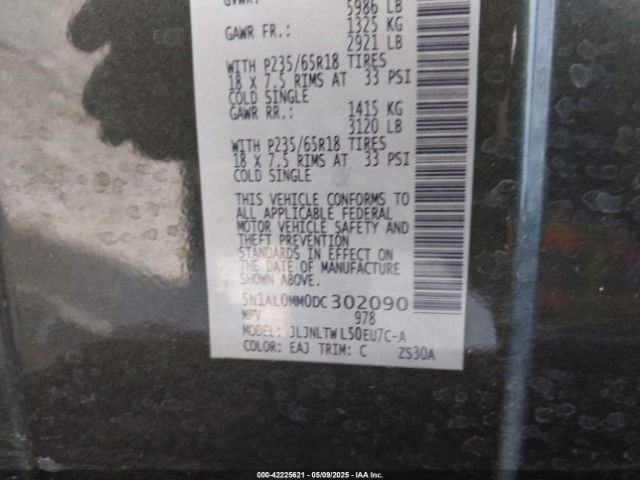 GVWR: 5986 LB
GAWR FR.: 1325 KG
2921 LB
WITH P235/65R18 TIRES
18 X 7.5 RIMS AT 33 PSI
COLD SINGLE
GAWR RR.: 1415 KG
3120 LB
WITH P235/65R18 TIRES
18 X 7.5 RIMS AT 33 PSI
COLD SINGLE
THIS VEHICLE CONFORMS TO
ALL APPLICABLE FEDERAL
MOTOR VEHICLE SAFETY AND
THEFT PREVENTION
STANDARDS IN EFFECT ON
THE DATE OF MANUFACTURE
SHOWN ABOVE.
5N1AL0MM0DC302090
MPV 978
MODEL: JLJNLTWL50EU7C-A
COLOR: EAJ TRIM: C ZS30A
000-42225621 - 05/09/2025 - IAA Inc.